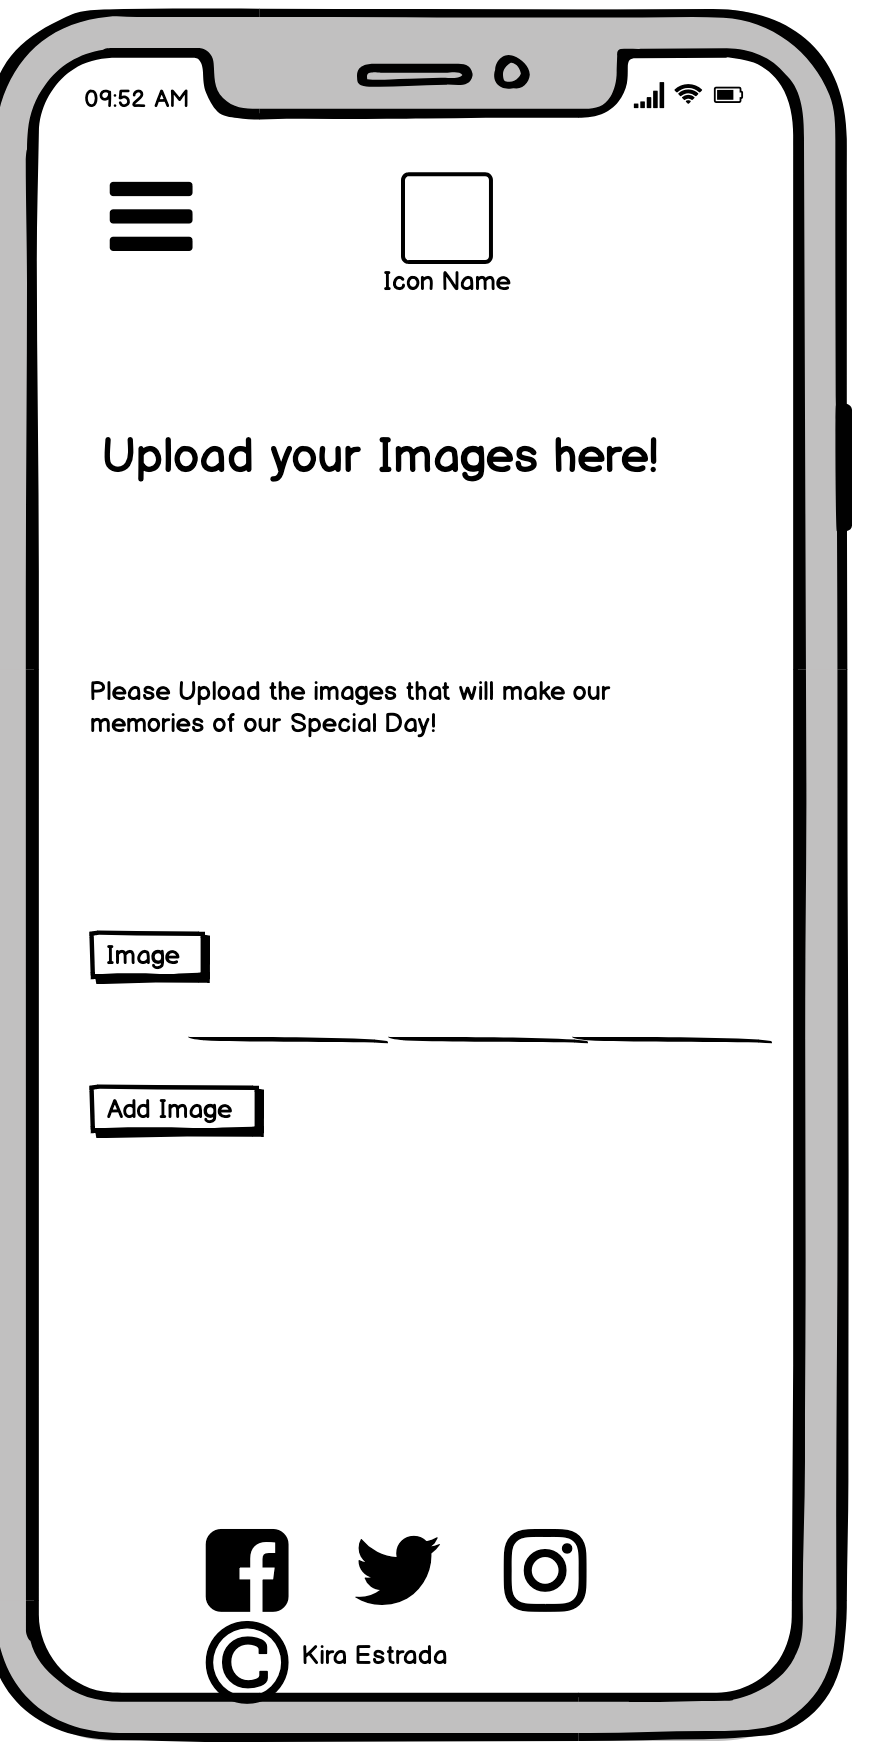 09:52 AM
Icon Name
Upload your Images here!
Please Upload the images that will make our
memories of our Special Day!
Image
Add Image
© Kira Estrada